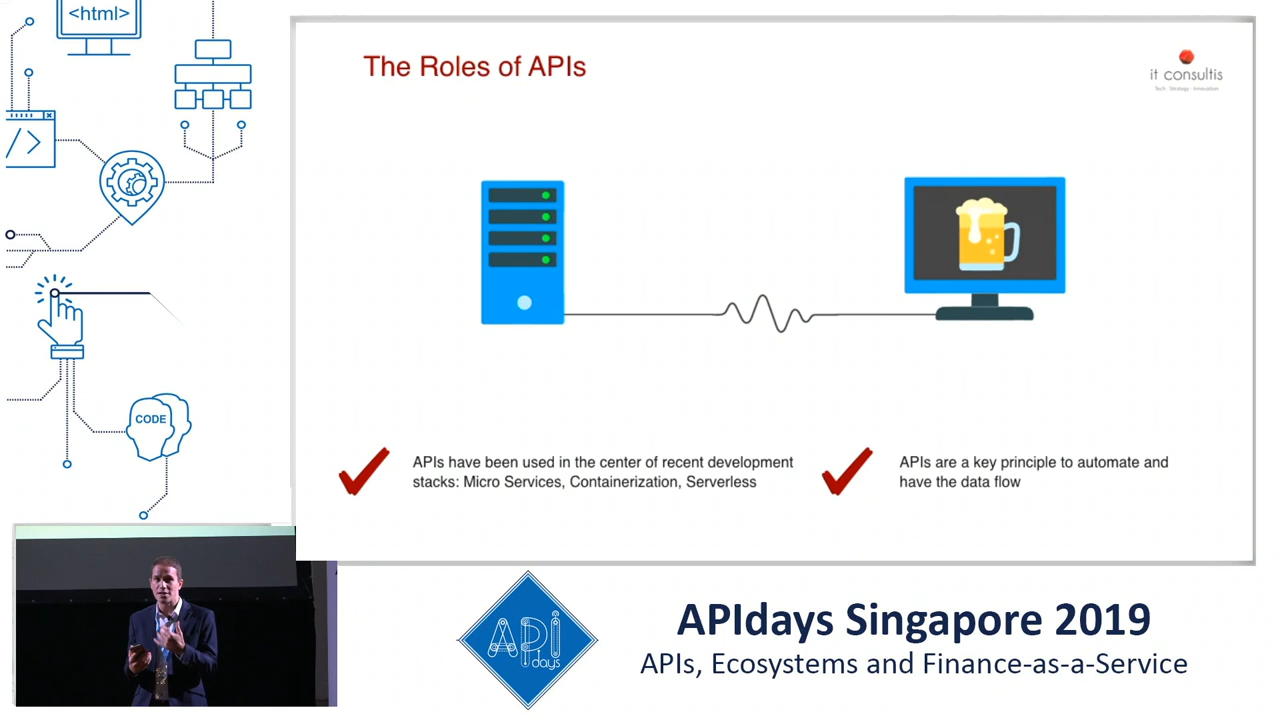 <html>
The Roles of APIs
it consultis
Tech · Strategy · Innovation
</>
CODE
APIs have been used in the center of recent development
stacks: Micro Services, Containerization, Serverless
APIs are a key principle to automate and
have the data flow
API
days
APIdays Singapore 2019
APIs, Ecosystems and Finance-as-a-Service